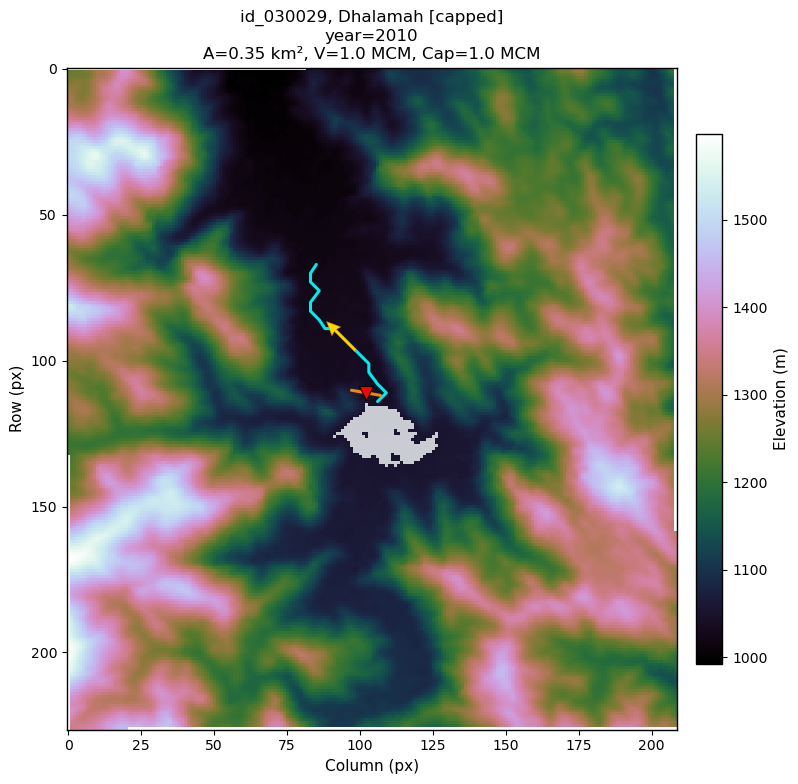 id_030029, Dhalamah [capped]
year=2010
A=0.35 km², V=1.0 MCM, Cap=1.0 MCM
0
50
100
150
200
Row (px)
0 25 50 75 100 125 150 175 200
Column (px)
1500
1400
1300
1200
1100
1000
Elevation (m)